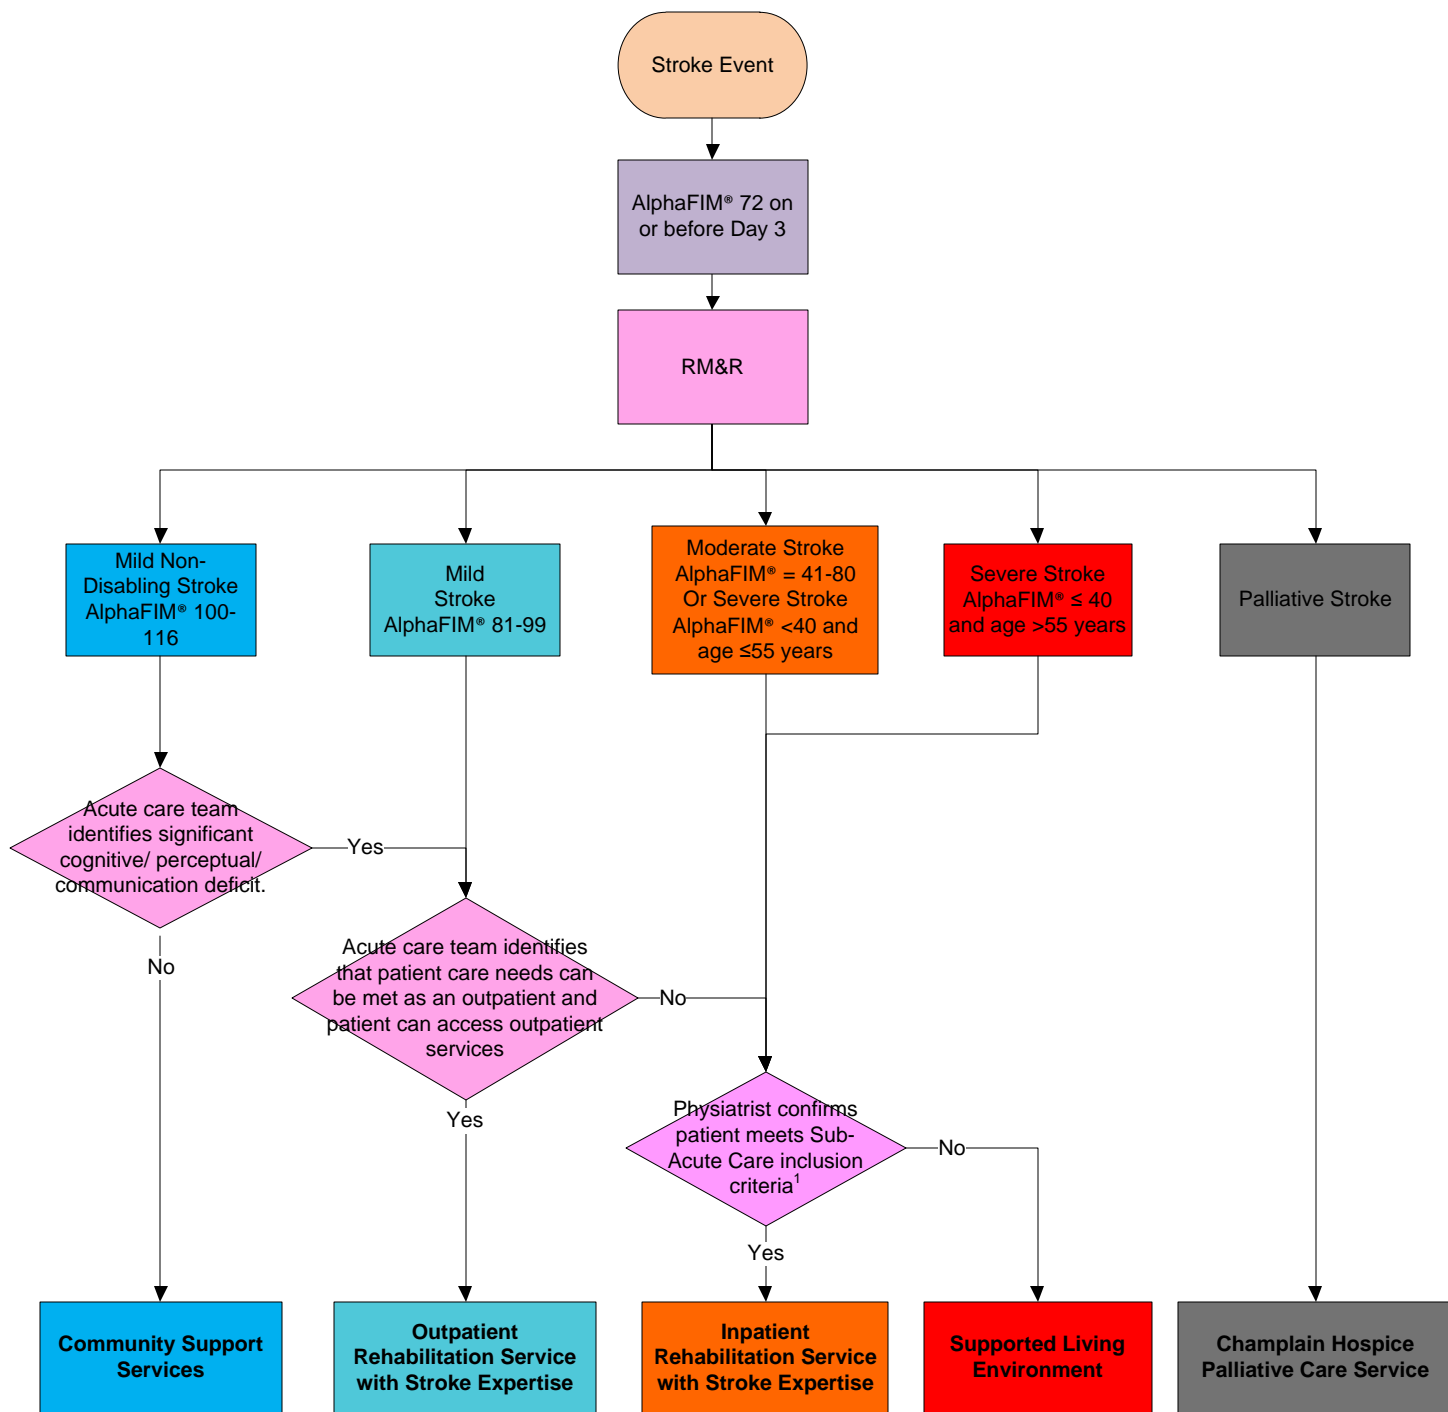 Stroke Event
AlphaFIM® 72 on
or before Day 3
RM&R
Mild Non-
Disabling Stroke
AlphaFIM® 100-
116
Mild
Stroke
AlphaFIM® 81-99
Moderate Stroke
AlphaFIM® = 41-80
Or Severe Stroke
AlphaFIM® <40 and
age ≤55 years
Severe Stroke
AlphaFIM® ≤ 40
and age >55 years
Palliative Stroke
Acute care team
identifies significant
cognitive/ perceptual/
communication deficit.
Yes
No
Acute care team identifies
that patient care needs can
be met as an outpatient and
patient can access outpatient
services
No
Yes
Physiatrist confirms
patient meets Sub-
Acute Care inclusion
criteria¹
No
Yes
Community Support
Services
Outpatient
Rehabilitation Service
with Stroke Expertise
Inpatient
Rehabilitation Service
with Stroke Expertise
Supported Living
Environment
Champlain Hospice
Palliative Care Service